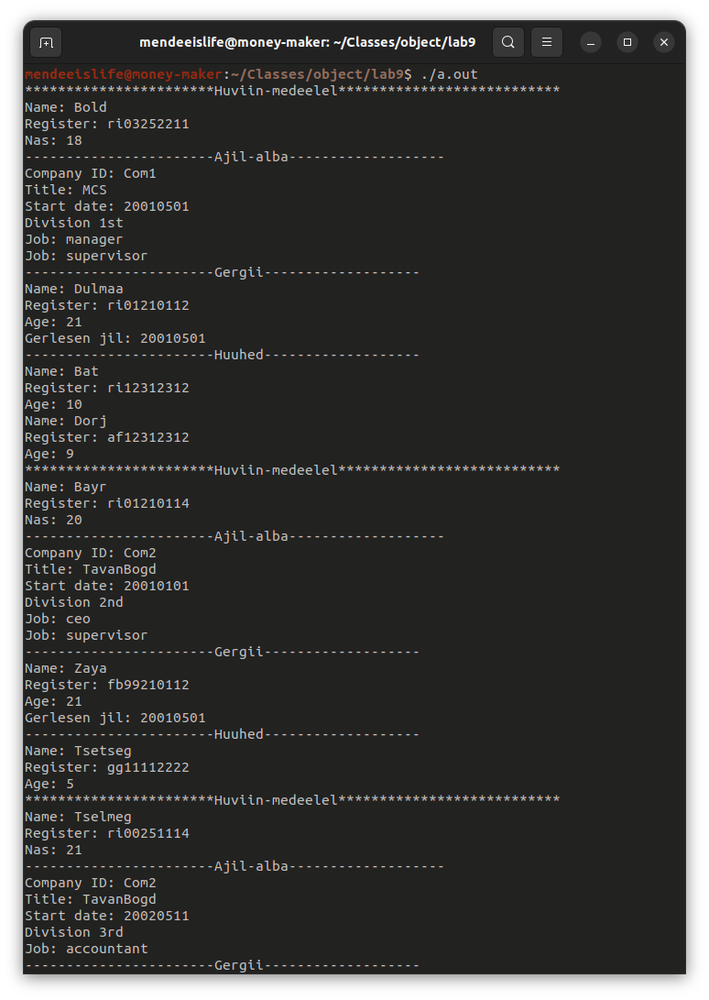 mendeeislife@money-maker: ~/Classes/object/lab9
mendeeislife@money-maker:~/Classes/object/lab9$ ./a.out
***********************Huviin-medeelel***************************
Name: Bold
Register: ri03252211
Nas: 18
-----------------------Ajil-alba-------------------
Company ID: Com1
Title: MCS
Start date: 20010501
Division 1st
Job: manager
Job: supervisor
-----------------------Gergii-------------------
Name: Dulmaa
Register: ri01210112
Age: 21
Gerlesen jil: 20010501
-----------------------Huuhed-------------------
Name: Bat
Register: ri12312312
Age: 10
Name: Dorj
Register: af12312312
Age: 9
***********************Huviin-medeelel***************************
Name: Bayr
Register: ri01210114
Nas: 20
-----------------------Ajil-alba-------------------
Company ID: Com2
Title: TavanBogd
Start date: 20010101
Division 2nd
Job: ceo
Job: supervisor
-----------------------Gergii-------------------
Name: Zaya
Register: fb99210112
Age: 21
Gerlesen jil: 20010501
-----------------------Huuhed-------------------
Name: Tsetseg
Register: gg11112222
Age: 5
***********************Huviin-medeelel***************************
Name: Tselmeg
Register: ri00251114
Nas: 21
-----------------------Ajil-alba-------------------
Company ID: Com2
Title: TavanBogd
Start date: 20020511
Division 3rd
Job: accountant
-----------------------Gergii-------------------